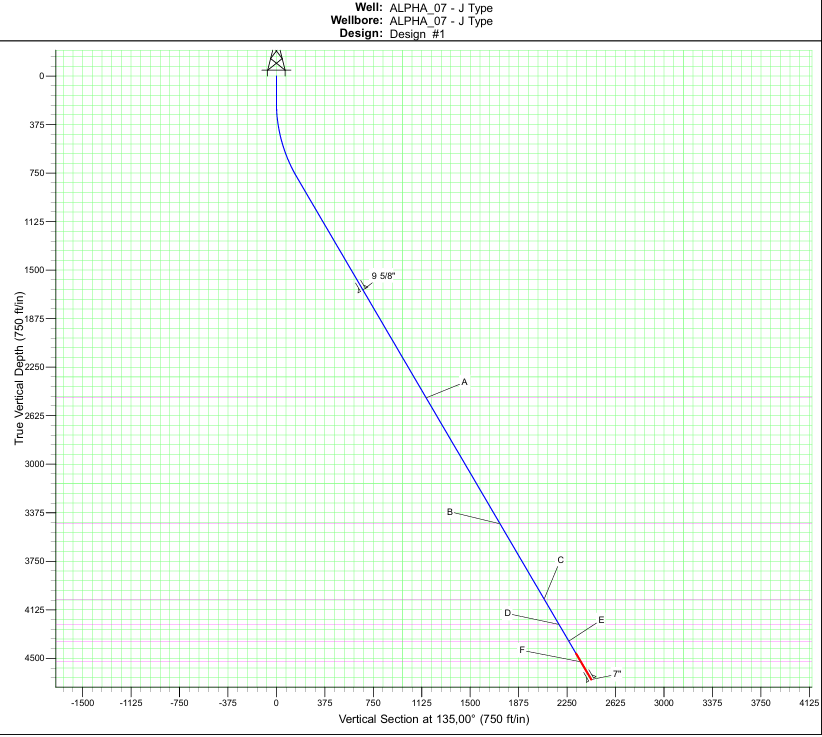 Well: ALPHA_07 - J Type
Wellbore: ALPHA_07 - J Type
Design: Design #1
0
375
750
1125
1500
1875
2250
2625
3000
3375
3750
4125
4500
True Vertical Depth (750 ft/in)
9 5/8"
A
B
C
D
E
F
7"
-1500 -1125 -750 -375 0 375 750 1125 1500 1875 2250 2625 3000 3375 3750 4125
Vertical Section at 135,00° (750 ft/in)